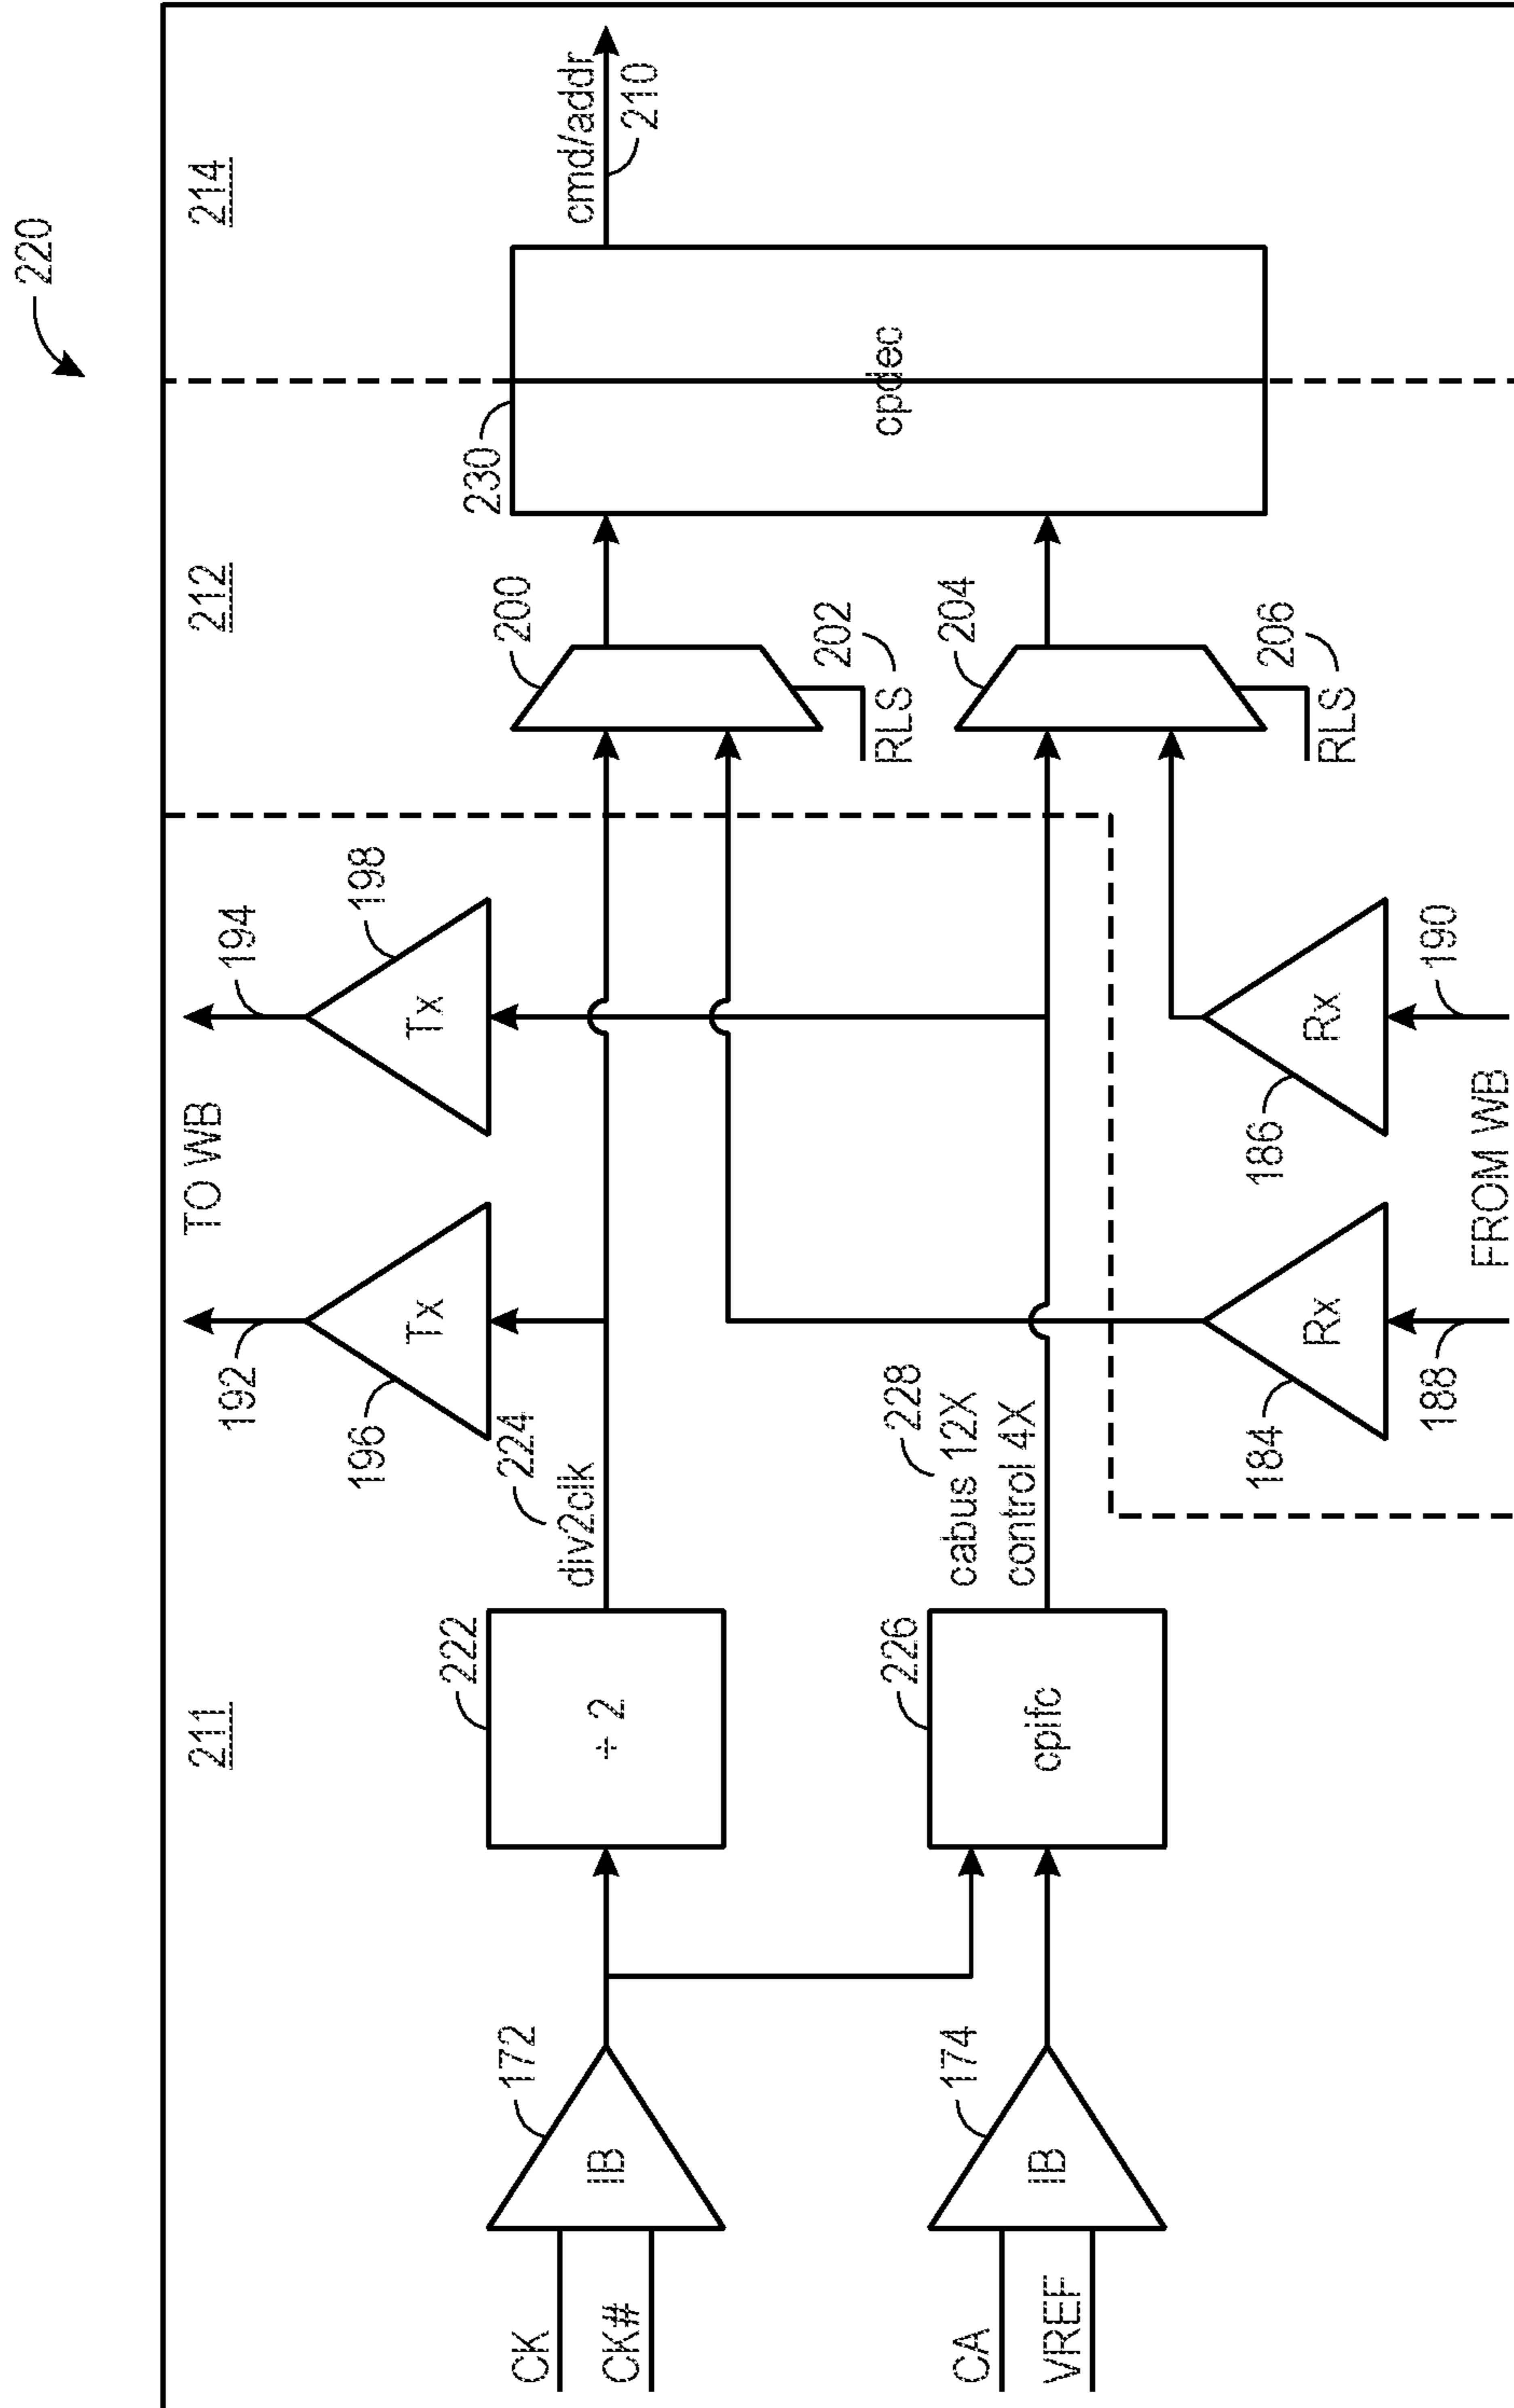 220
211
212
214
TO WB
192
194
196
Tx
198
Tx
CK
CK#
IB
172
222
÷ 2
224
div2clk
200
202
RLS
230
cpdec
cmd/addr
210
CA
VREF
IB
174
226
cpifc
228
cabus 12X
control 4X
204
206
RLS
184
Rx
186
Rx
188
190
FROM WB